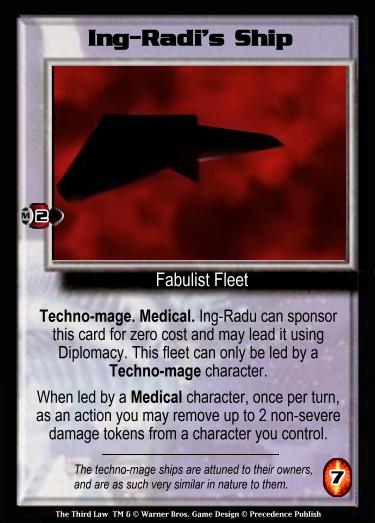 Ing-Radi's Ship
M 2
Fabulist Fleet
Techno-mage. Medical. Ing-Radu can sponsor
this card for zero cost and may lead it using
Diplomacy. This fleet can only be led by a
Techno-mage character.
When led by a Medical character, once per turn,
as an action you may remove up to 2 non-severe
damage tokens from a character you control.
The techno-mage ships are attuned to their owners,
and are as such very similar in nature to them.
7
The Third Law TM & © Warner Bros. Game Design © Precedence Publish